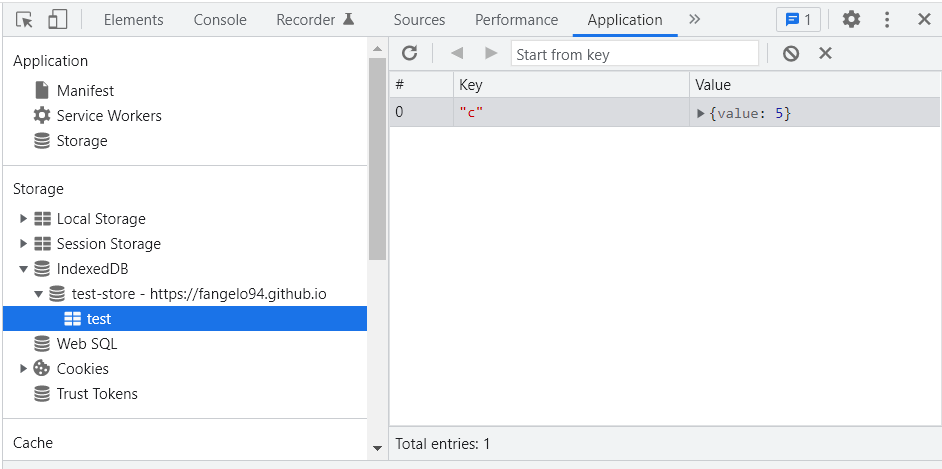 Elements Console Recorder Sources Performance Application 1
Application
Manifest
Service Workers
Storage
Storage
Local Storage
Session Storage
IndexedDB
test-store - https://fangelo94.github.io
test
Web SQL
Cookies
Trust Tokens
Cache
Start from key
# Key Value
0 "c" {value: 5}
Total entries: 1